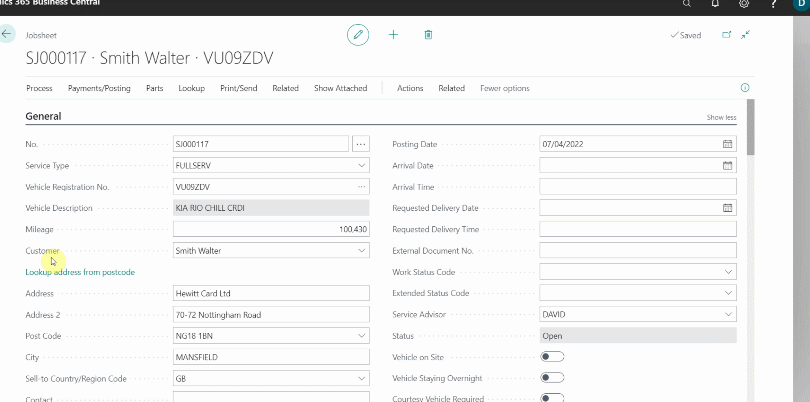 365 Business Central
?
D
Jobsheet
Saved
SJ000117 · Smith Walter · VU09ZDV
Process Payments/Posting Parts Lookup Print/Send Related Show Attached Actions Related Fewer options
General
Show less
No. SJ000117 ...
Service Type FULLSERV
Vehicle Registration No. VU09ZDV ...
Vehicle Description KIA RIO CHILL CRDI
Mileage 100,430
Customer Smith Walter
Lookup address from postcode
Address Hewitt Card Ltd
Address 2 70-72 Nottingham Road
Post Code NG18 1BN
City MANSFIELD
Sell-to Country/Region Code GB
Contact
Posting Date 07/04/2022
Arrival Date
Arrival Time
Requested Delivery Date
Requested Delivery Time
External Document No.
Work Status Code
Extended Status Code
Service Advisor DAVID
Status Open
Vehicle on Site
Vehicle Staying Overnight
Courtesy Vehicle Required